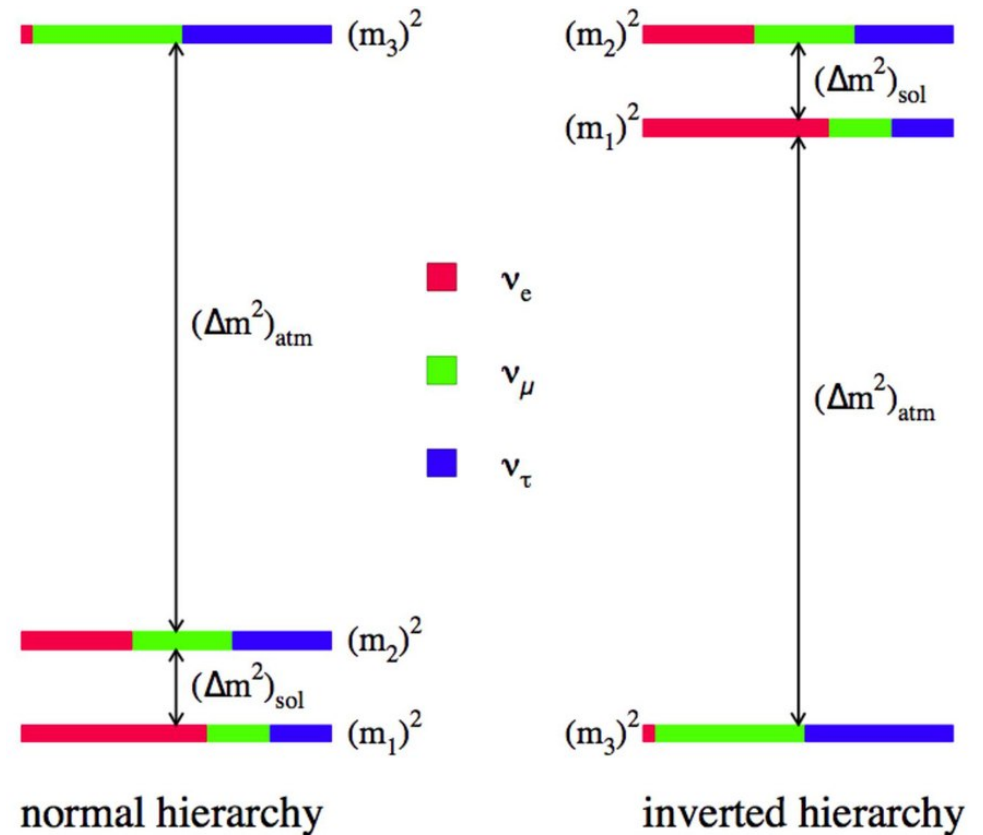 (m₃)²
(Δm²)atm
(m₂)²
(Δm²)sol
(m₁)²
normal hierarchy
νe
νμ
ντ
(m₂)²
(Δm²)sol
(m₁)²
(Δm²)atm
(m₃)²
inverted hierarchy